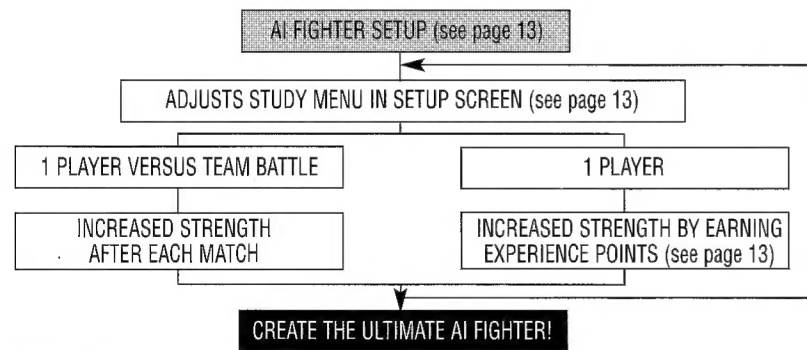 AI FIGHTER SETUP (see page 13)
ADJUSTS STUDY MENU IN SETUP SCREEN (see page 13)
1 PLAYER VERSUS TEAM BATTLE
1 PLAYER
INCREASED STRENGTH
AFTER EACH MATCH
INCREASED STRENGTH BY EARNING
EXPERIENCE POINTS (see page 13)
CREATE THE ULTIMATE AI FIGHTER!